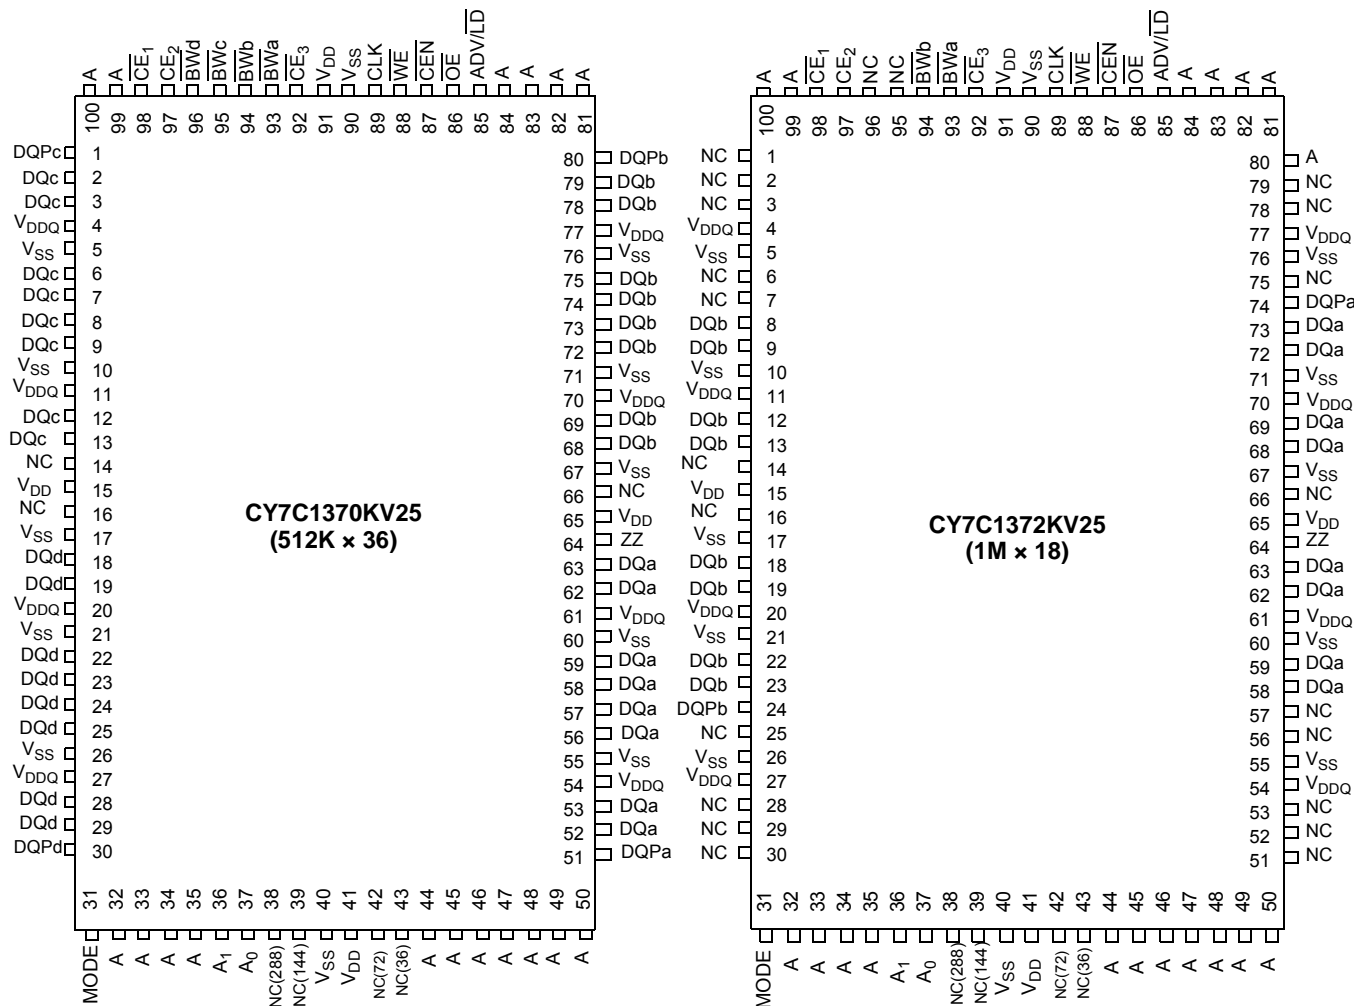 A A CE1 CE2 BWd BWc BWb BWa CE3 VDD VSS CLK WE CEN OE ADV/LD A A A A
100 99 98 97 96 95 94 93 92 91 90 89 88 87 86 85 84 83 82 81
DQPc 1
DQc 2
DQc 3
VDDQ 4
VSS 5
DQc 6
DQc 7
DQc 8
DQc 9
VSS 10
VDDQ 11
DQc 12
DQc 13
NC 14
VDD 15
NC 16
VSS 17
DQd 18
DQd 19
VDDQ 20
VSS 21
DQd 22
DQd 23
DQd 24
DQd 25
VSS 26
VDDQ 27
DQd 28
DQd 29
DQPd 30
CY7C1370KV25
(512K × 36)
80 DQPb
79 DQb
78 DQb
77 VDDQ
76 VSS
75 DQb
74 DQb
73 DQb
72 DQb
71 VSS
70 VDDQ
69 DQb
68 DQb
67 VSS
66 NC
65 VDD
64 ZZ
63 DQa
62 DQa
61 VDDQ
60 VSS
59 DQa
58 DQa
57 DQa
56 DQa
55 VSS
54 VDDQ
53 DQa
52 DQa
51 DQPa
31 32 33 34 35 36 37 38 39 40 41 42 43 44 45 46 47 48 49 50
MODE A A A A A1 A0 NC(288) NC(144) VSS VDD NC(72) NC(36) A A A A A A A
A A CE1 CE2 NC NC BWb BWa CE3 VDD VSS CLK WE CEN OE ADV/LD A A A A
100 99 98 97 96 95 94 93 92 91 90 89 88 87 86 85 84 83 82 81
NC 1
NC 2
NC 3
VDDQ 4
VSS 5
NC 6
NC 7
DQb 8
DQb 9
VSS 10
VDDQ 11
DQb 12
DQb 13
NC 14
VDD 15
NC 16
VSS 17
DQb 18
DQb 19
VDDQ 20
VSS 21
DQb 22
DQb 23
DQPb 24
NC 25
VSS 26
VDDQ 27
NC 28
NC 29
NC 30
CY7C1372KV25
(1M × 18)
80 A
79 NC
78 NC
77 VDDQ
76 VSS
75 NC
74 DQPa
73 DQa
72 DQa
71 VSS
70 VDDQ
69 DQa
68 DQa
67 VSS
66 NC
65 VDD
64 ZZ
63 DQa
62 DQa
61 VDDQ
60 VSS
59 DQa
58 DQa
57 NC
56 NC
55 VSS
54 VDDQ
53 NC
52 NC
51 NC
31 32 33 34 35 36 37 38 39 40 41 42 43 44 45 46 47 48 49 50
MODE A A A A A1 A0 NC(288) NC(144) VSS VDD NC(72) NC(36) A A A A A A A